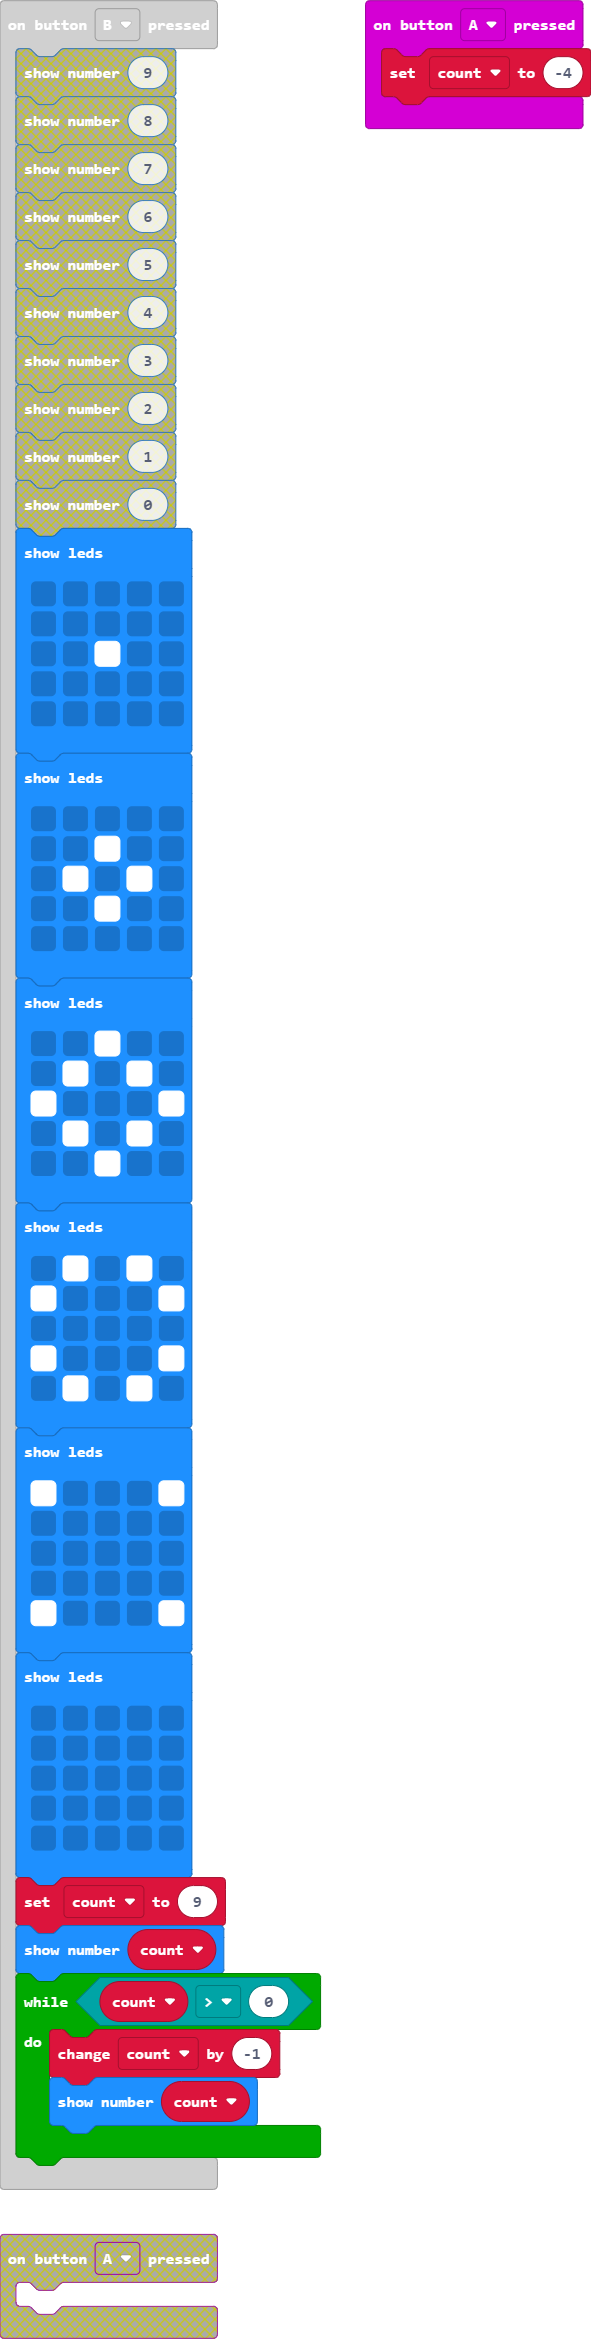 on button B pressed
show number 9
show number 8
show number 7
show number 6
show number 5
show number 4
show number 3
show number 2
show number 1
show number 0
show leds
show leds
show leds
show leds
show leds
show leds
set count to 9
show number count
while count > 0
do change count by -1
show number count
on button A pressed
on button A pressed
set count to -4